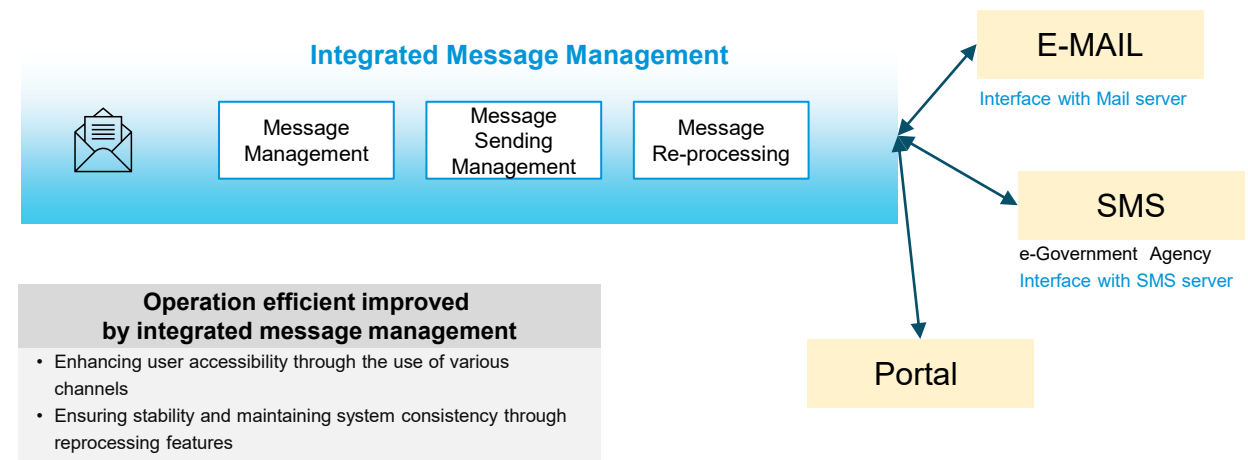 Integrated Message Management
Message
Management
Message
Sending
Management
Message
Re-processing
E-MAIL
Interface with Mail server
SMS
e-Government Agency
Interface with SMS server
Portal
Operation efficient improved
by integrated message management
• Enhancing user accessibility through the use of various
channels
• Ensuring stability and maintaining system consistency through
reprocessing features